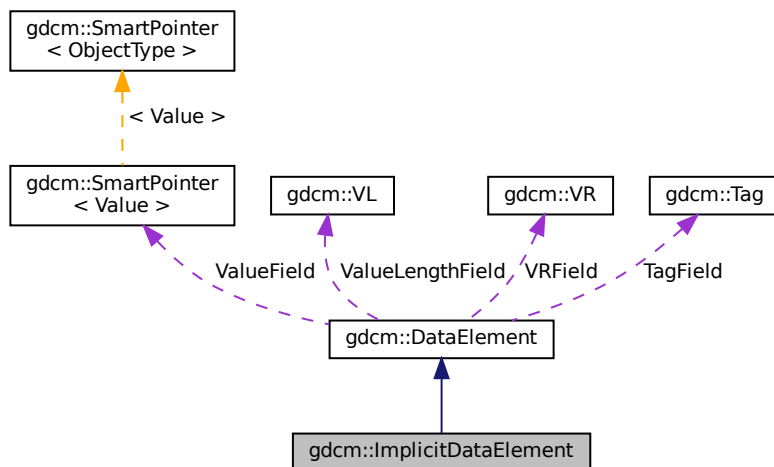 gdcm::SmartPointer
< ObjectType >
< Value >
gdcm::SmartPointer
< Value >
gdcm::VL
gdcm::VR
gdcm::Tag
ValueField
ValueLengthField
VRField
TagField
gdcm::DataElement
gdcm::ImplicitDataElement